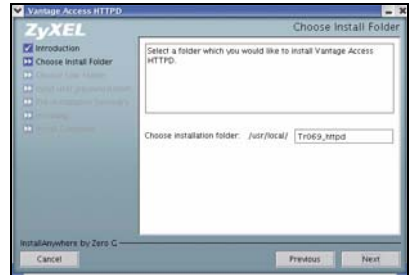 Vantage Access HTTPD
ZyXEL
Choose Install Folder
Introduction
Choose Install Folder
Select a folder which you would like to install Vantage Access
HTTPD.
Choose installation folder: /usr/local/ Tr069_httpd
InstallAnywhere by Zero G
Cancel
Previous
Next